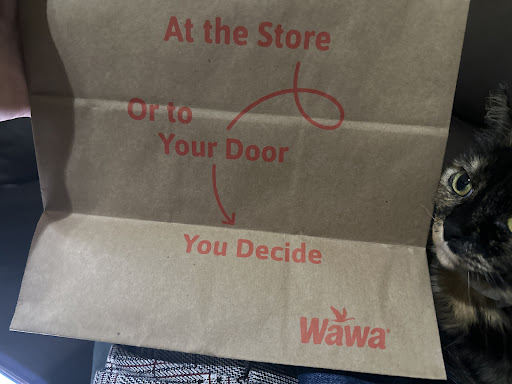 At the Store
Or to
Your Door
You Decide
Wawa